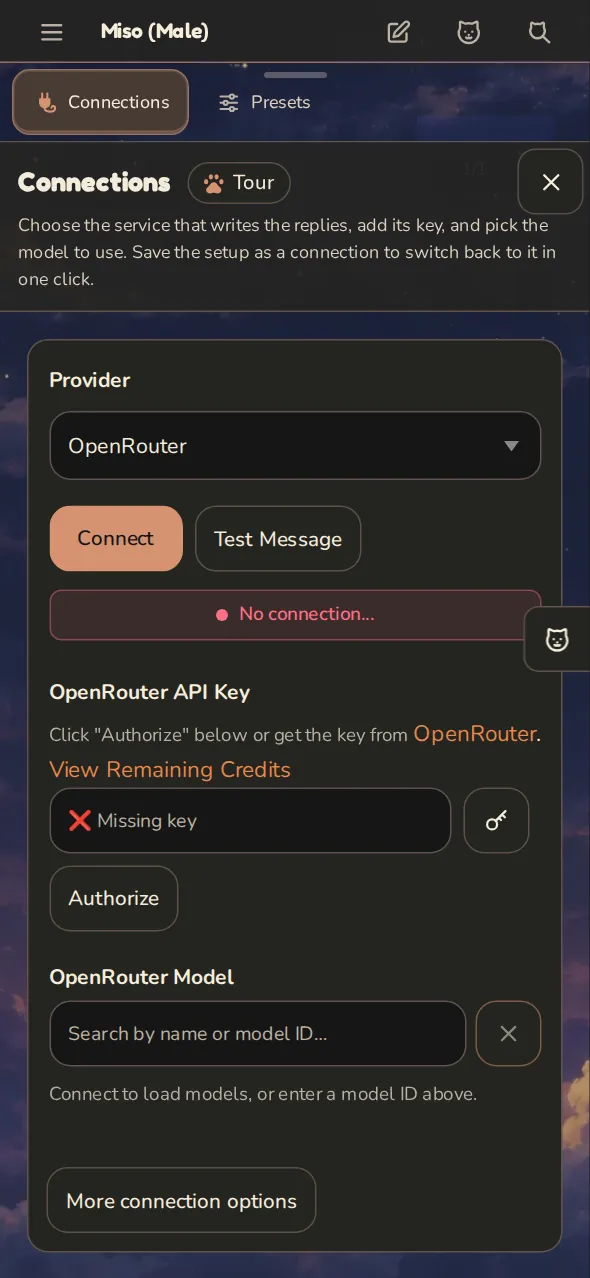 Miso (Male)
Connections
Presets
Connections
Tour
Choose the service that writes the replies, add its key, and pick the
model to use. Save the setup as a connection to switch back to it in
one click.
Provider
OpenRouter
Connect
Test Message
No connection...
OpenRouter API Key
Click "Authorize" below or get the key from OpenRouter.
View Remaining Credits
❌ Missing key
Authorize
OpenRouter Model
Search by name or model ID...
Connect to load models, or enter a model ID above.
More connection options